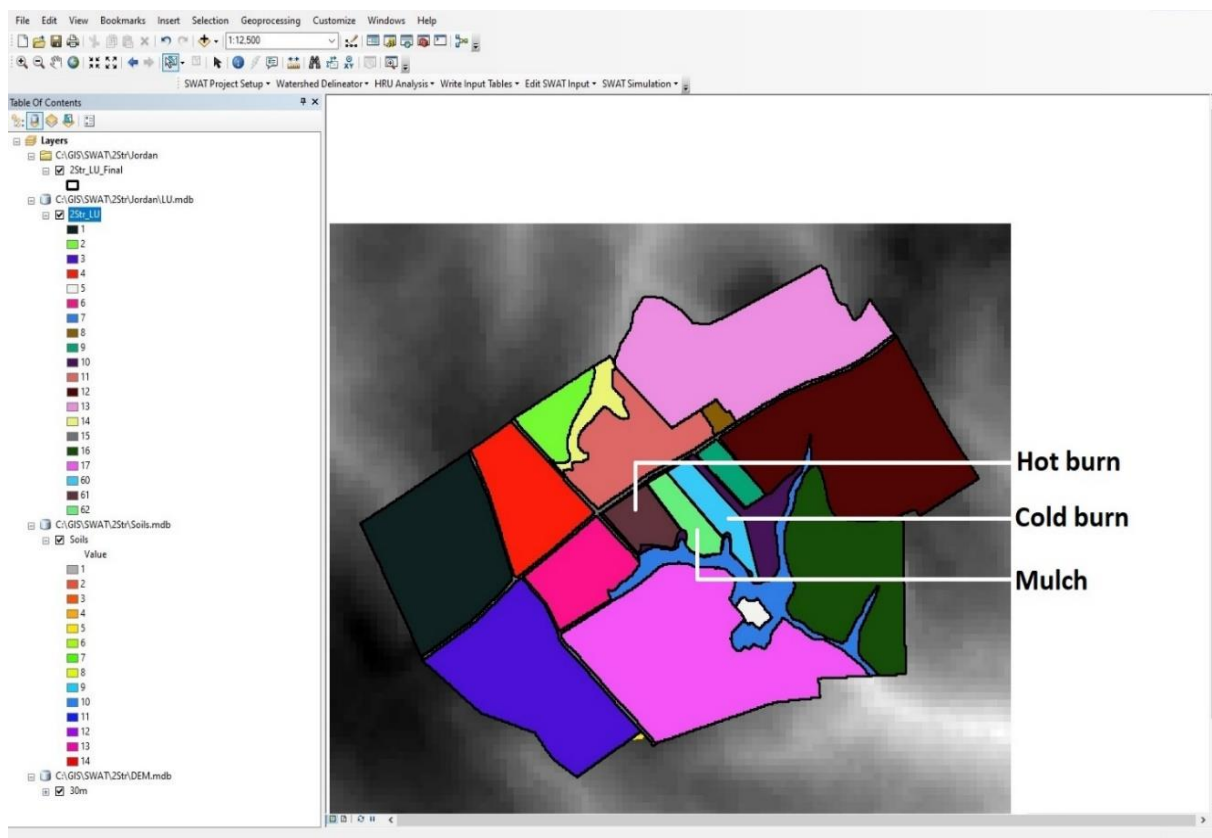 File Edit View Bookmarks Insert Selection Geoprocessing Customize Windows Help
1:12,500
SWAT Project Setup Watershed Delineator HRU Analysis Write Input Tables Edit SWAT Input SWAT Simulation
Table Of Contents
Layers
C:\GIS\SWAT\2Str\Jordan
2Str_LU_Final
C:\GIS\SWAT\2Str\Jordan\LU.mdb
2Str_LU
1
2
3
4
5
6
7
8
9
10
11
12
13
14
15
16
17
60
61
62
C:\GIS\SWAT\2Str\Soils.mdb
Soils
Value
1
2
3
4
5
6
7
8
9
10
11
12
13
14
C:\GIS\SWAT\2Str\DEM.mdb
30m
Hot burn
Cold burn
Mulch